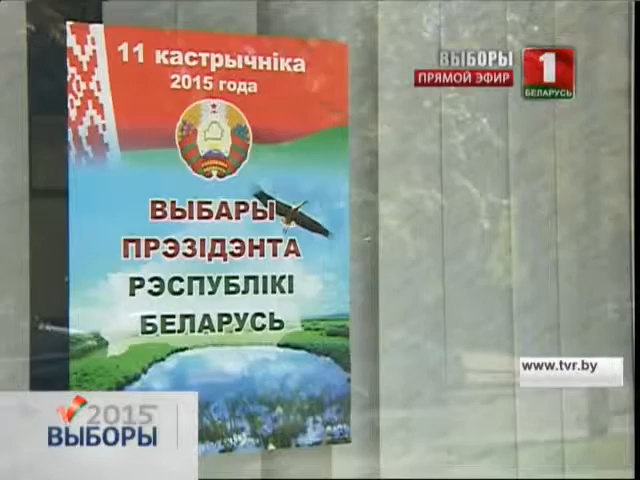 11 кастрычніка
2015 года
ВЫБАРЫ
ПРЭЗІДЭНТА
РЭСПУБЛІКІ
БЕЛАРУСЬ
ВЫБОРЫ
ПРЯМОЙ ЭФИР
1
БЕЛАРУСЬ
www.tvr.by
2015
ВЫБОРЫ